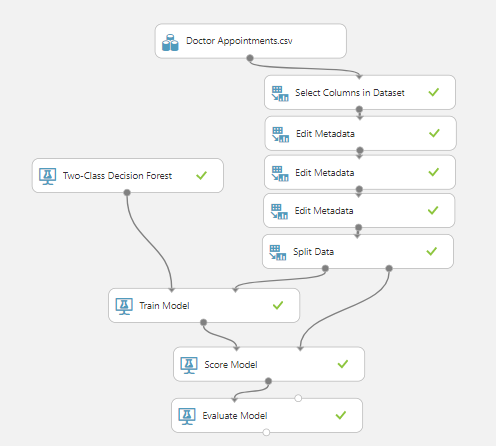 Doctor Appointments.csv
Select Columns in Dataset
Edit Metadata
Edit Metadata
Two-Class Decision Forest
Edit Metadata
Split Data
Train Model
Score Model
Evaluate Model